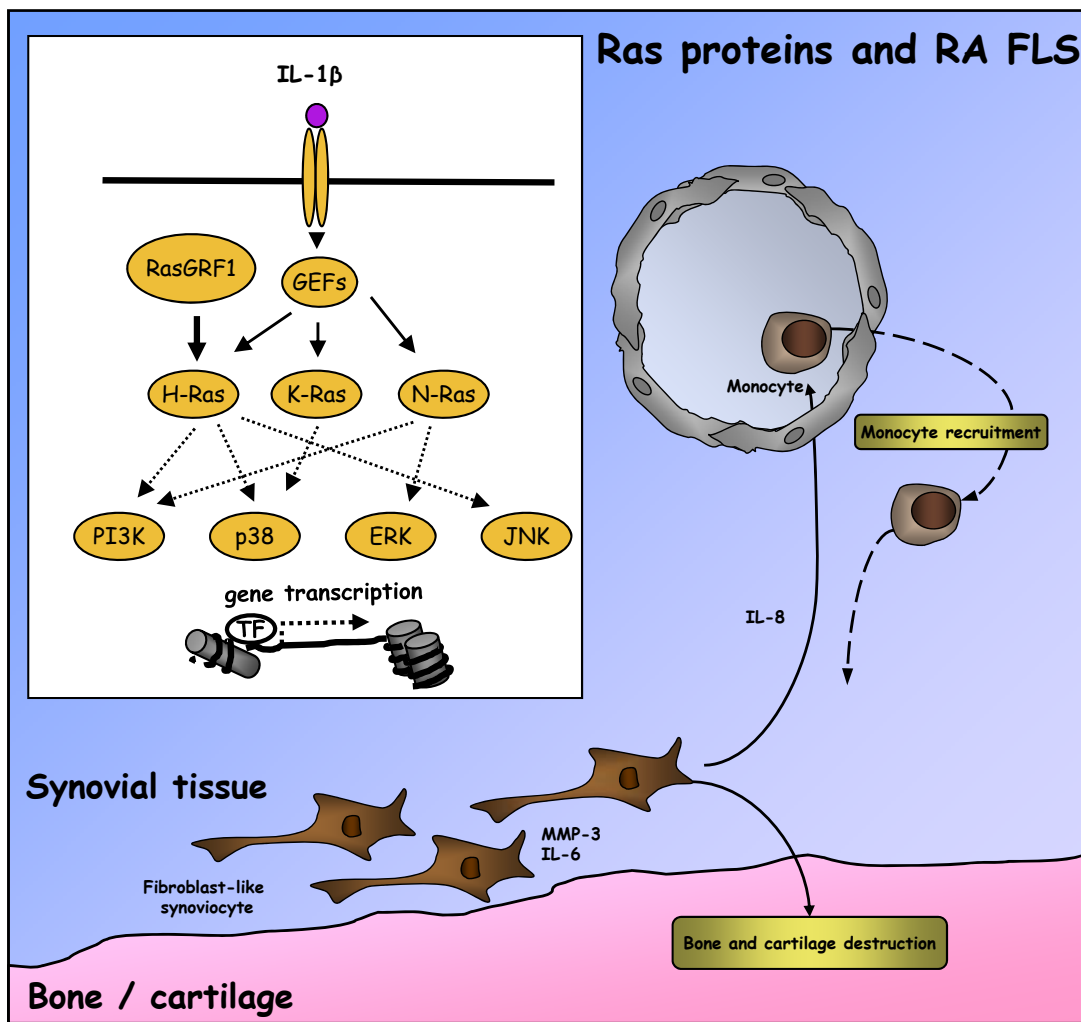 Ras proteins and RA FLS
IL-1β
RasGRF1
GEFs
H-Ras
K-Ras
N-Ras
PI3K
p38
ERK
JNK
gene transcription
TF
Monocyte
Monocyte recruitment
IL-8
Synovial tissue
MMP-3
IL-6
Fibroblast-like
synoviocyte
Bone and cartilage destruction
Bone / cartilage